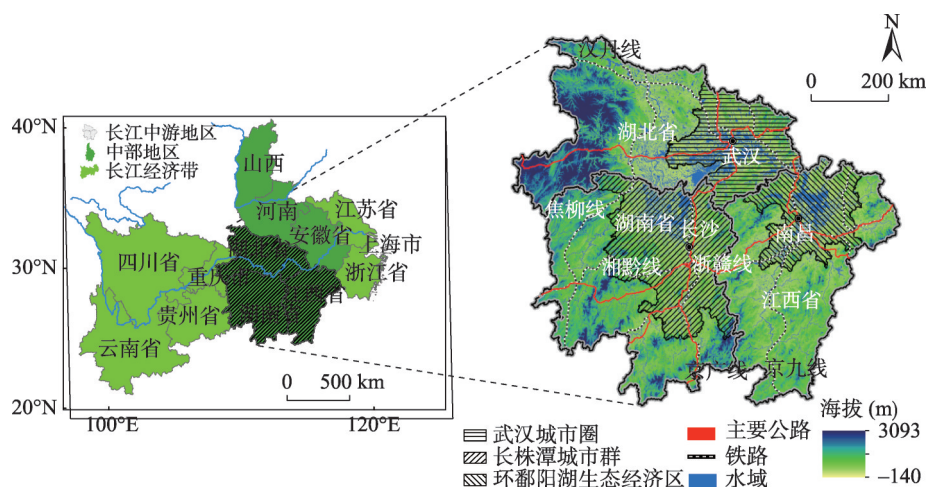 40°N
30°N
20°N
100°E
120°E
长江中游地区
中部地区
长江经济带
山西
河南
江苏省
安徽省
上海市
浙江省
四川省
重庆市
贵州省
云南省
0 500 km
N
0 200 km
汉丹线
湖北省
武汉
焦柳线
湖南省
长沙
南昌
湘黔线
浙赣线
江西省
京广线
京九线
武汉城市圈
长株潭城市群
环鄱阳湖生态经济区
主要公路
铁路
水域
海拔 (m)
3093
−140